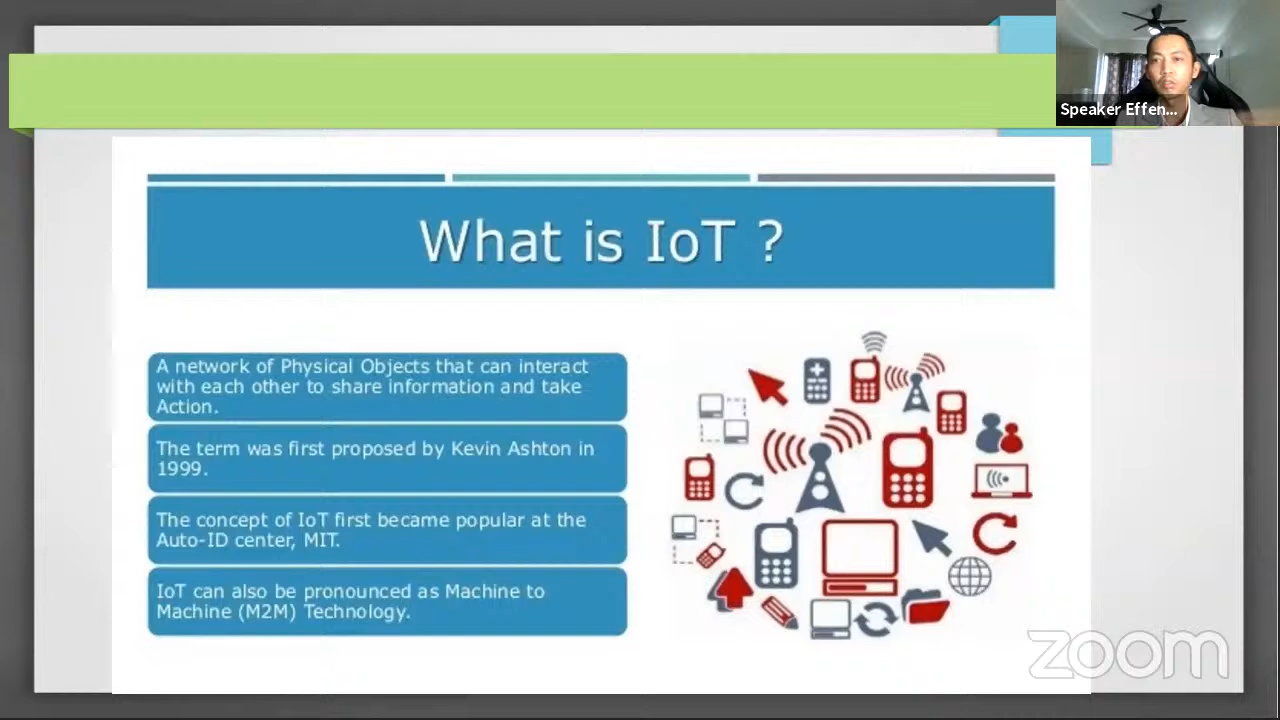 Speaker Effen...
What is IoT ?
A network of Physical Objects that can interact
with each other to share information and take
Action.
The term was first proposed by Kevin Ashton in
1999.
The concept of IoT first became popular at the
Auto-ID center, MIT.
IoT can also be pronounced as Machine to
Machine (M2M) Technology.
zoom